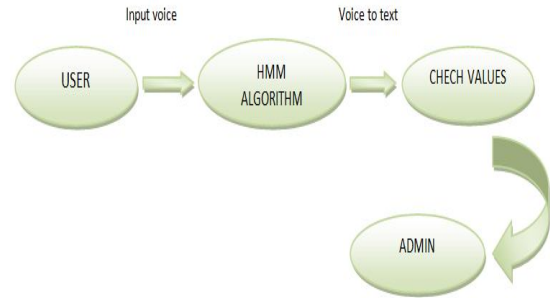 Input voice
Voice to text
USER
HMM
ALGORITHM
CHECH VALUES
ADMIN